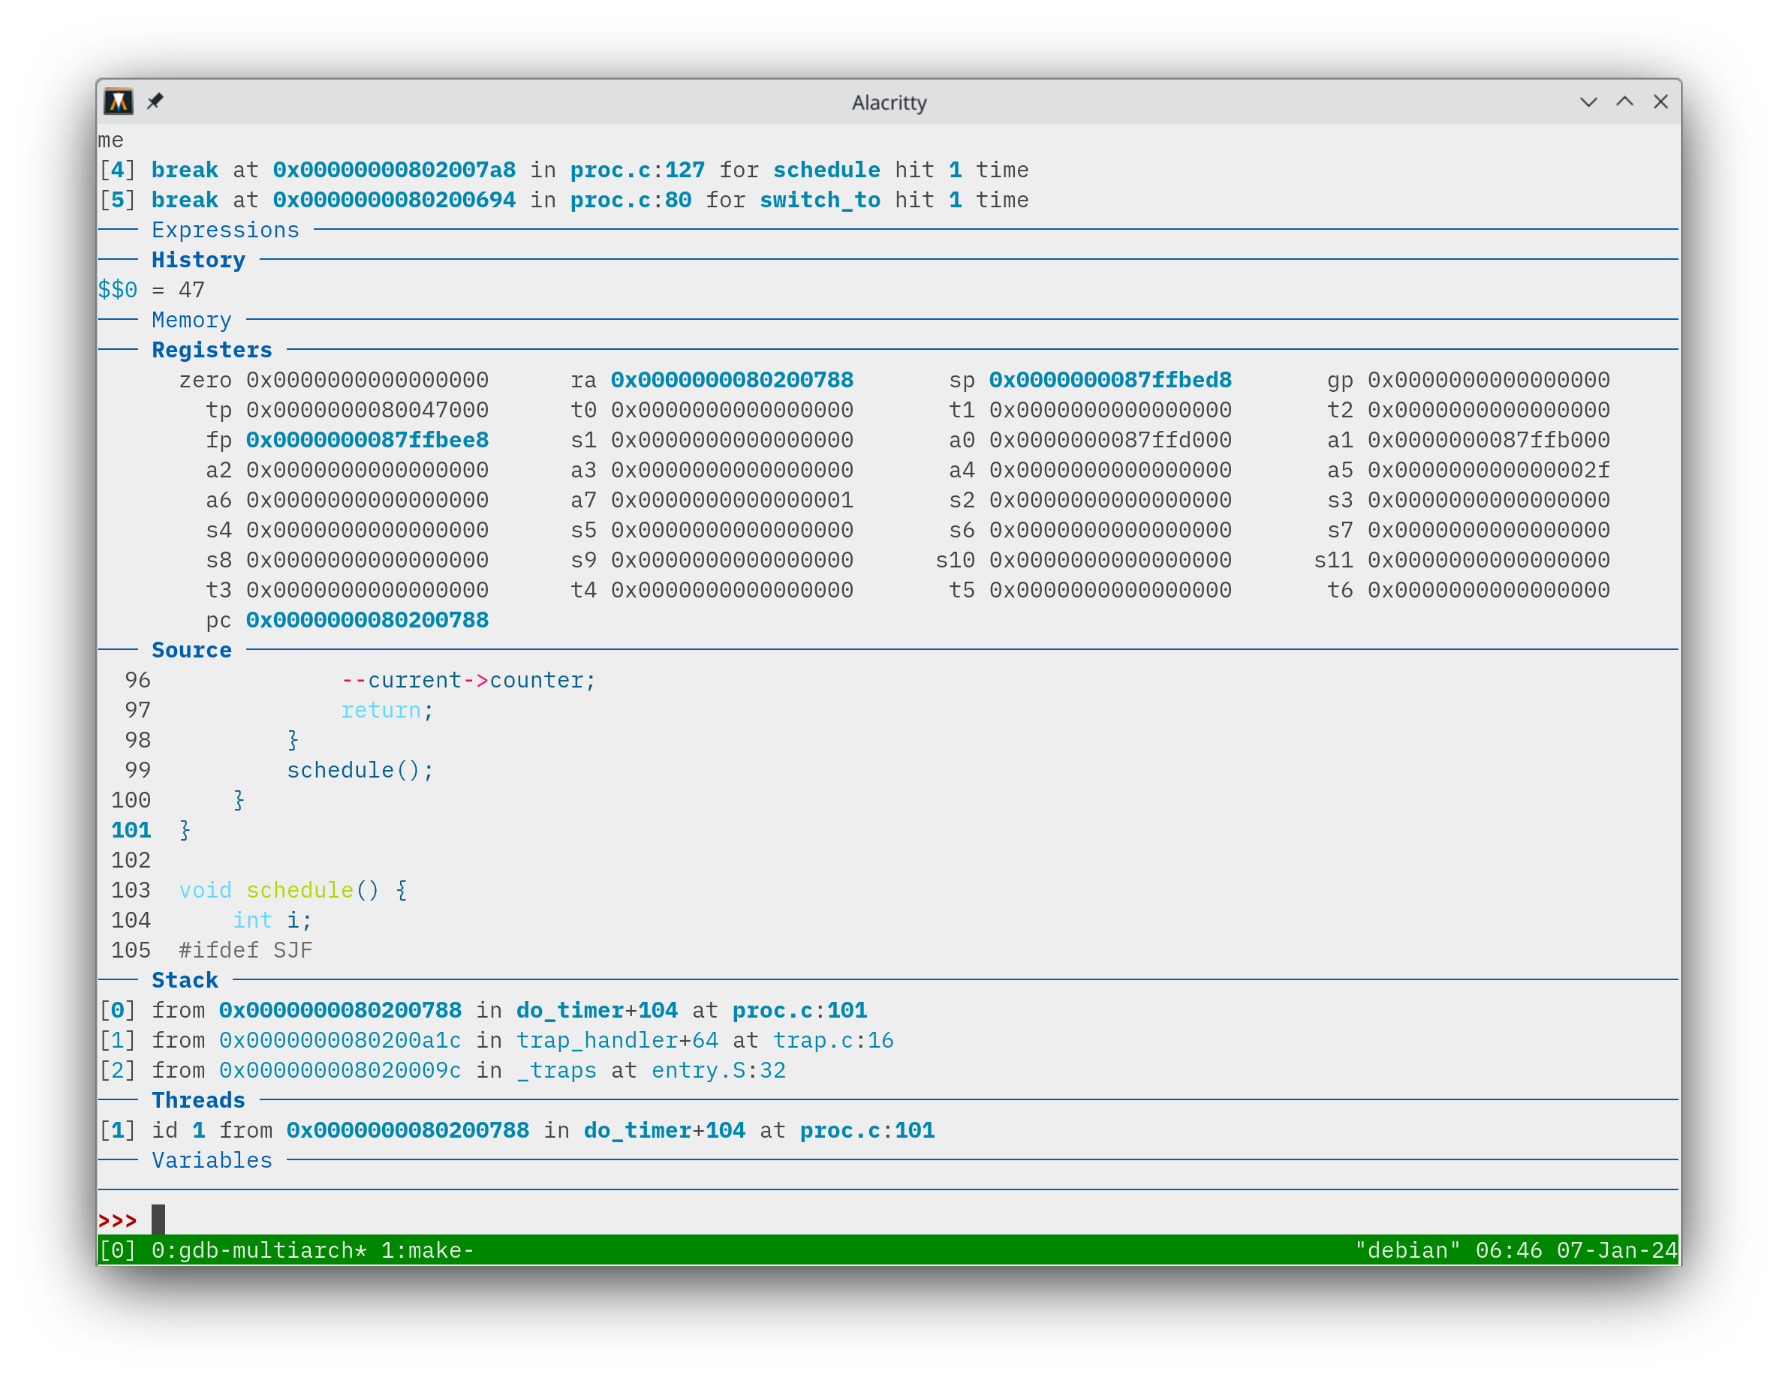 Alacritty
me
[4] break at 0x00000000802007a8 in proc.c:127 for schedule hit 1 time
[5] break at 0x0000000080200694 in proc.c:80 for switch_to hit 1 time
Expressions
History
$$0 = 47
Memory
Registers
zero 0x0000000000000000 ra 0x0000000080200788 sp 0x0000000087ffbed8 gp 0x0000000000000000
tp 0x0000000080047000 t0 0x0000000000000000 t1 0x0000000000000000 t2 0x0000000000000000
fp 0x0000000087ffbee8 s1 0x0000000000000000 a0 0x0000000087ffd000 a1 0x0000000087ffb000
a2 0x0000000000000000 a3 0x0000000000000000 a4 0x0000000000000000 a5 0x000000000000002f
a6 0x0000000000000000 a7 0x0000000000000001 s2 0x0000000000000000 s3 0x0000000000000000
s4 0x0000000000000000 s5 0x0000000000000000 s6 0x0000000000000000 s7 0x0000000000000000
s8 0x0000000000000000 s9 0x0000000000000000 s10 0x0000000000000000 s11 0x0000000000000000
t3 0x0000000000000000 t4 0x0000000000000000 t5 0x0000000000000000 t6 0x0000000000000000
pc 0x0000000080200788
Source
96 --current->counter;
97 return;
98 }
99 schedule();
100 }
101 }
102
103 void schedule() {
104 int i;
105 #ifdef SJF
Stack
[0] from 0x0000000080200788 in do_timer+104 at proc.c:101
[1] from 0x0000000080200a1c in trap_handler+64 at trap.c:16
[2] from 0x000000008020009c in _traps at entry.S:32
Threads
[1] id 1 from 0x0000000080200788 in do_timer+104 at proc.c:101
Variables
>>>
[0] 0:gdb-multiarch* 1:make- "debian" 06:46 07-Jan-24